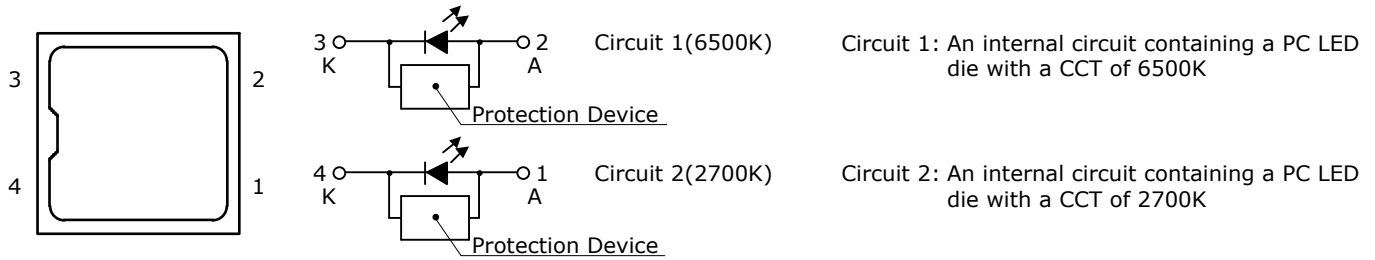 3
2
4
1
3 2 Circuit 1(6500K) Circuit 1: An internal circuit containing a PC LED
K A die with a CCT of 6500K
Protection Device
4 1 Circuit 2(2700K) Circuit 2: An internal circuit containing a PC LED
K A die with a CCT of 2700K
Protection Device